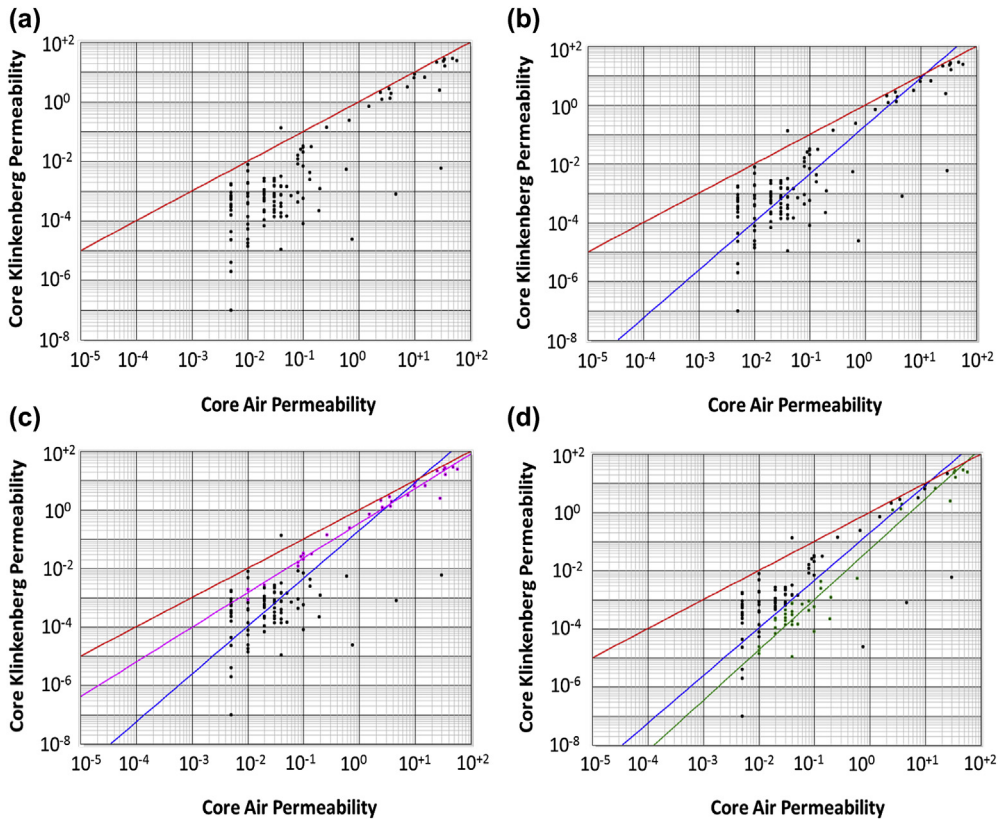 (a)
(b)
Core Klinkenberg Permeability
10+2
10⁰
10⁻²
10⁻⁴
10⁻⁶
10⁻⁸
10⁻⁵ 10⁻⁴ 10⁻³ 10⁻² 10⁻¹ 10⁰ 10⁺¹ 10⁺²
Core Air Permeability
Core Klinkenberg Permeability
10⁺²
10⁰
10⁻²
10⁻⁴
10⁻⁶
10⁻⁸
10⁻⁵ 10⁻⁴ 10⁻³ 10⁻² 10⁻¹ 10⁰ 10⁺¹ 10⁺²
Core Air Permeability
(c)
(d)
Core Klinkenberg Permeability
10⁺²
10⁰
10⁻²
10⁻⁴
10⁻⁶
10⁻⁸
10⁻⁵ 10⁻⁴ 10⁻³ 10⁻² 10⁻¹ 10⁰ 10⁺¹ 10⁺²
Core Air Permeability
Core Klinkenberg Permeability
10⁺²
10⁰
10⁻²
10⁻⁴
10⁻⁶
10⁻⁸
10⁻⁵ 10⁻⁴ 10⁻³ 10⁻² 10⁻¹ 10⁰ 10⁺¹ 10⁺²
Core Air Permeability